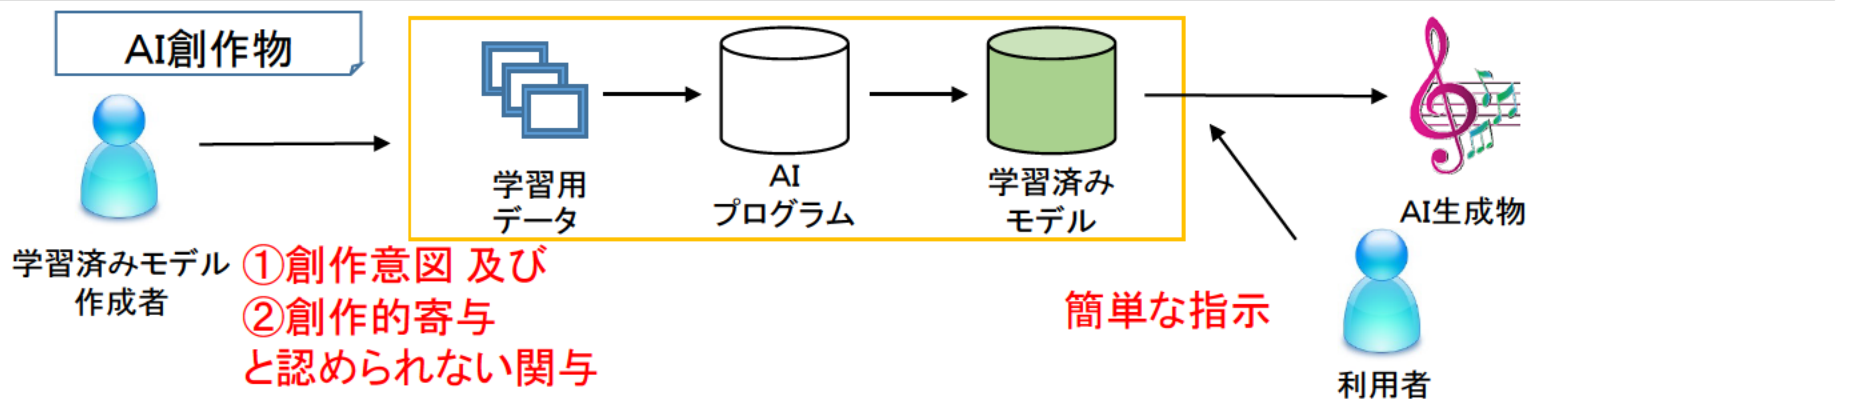 AI創作物
学習用
データ
AI
プログラム
学習済み
モデル
AI生成物
学習済みモデル
作成者
①創作意図 及び
②創作的寄与
と認められない関与
簡単な指示
利用者